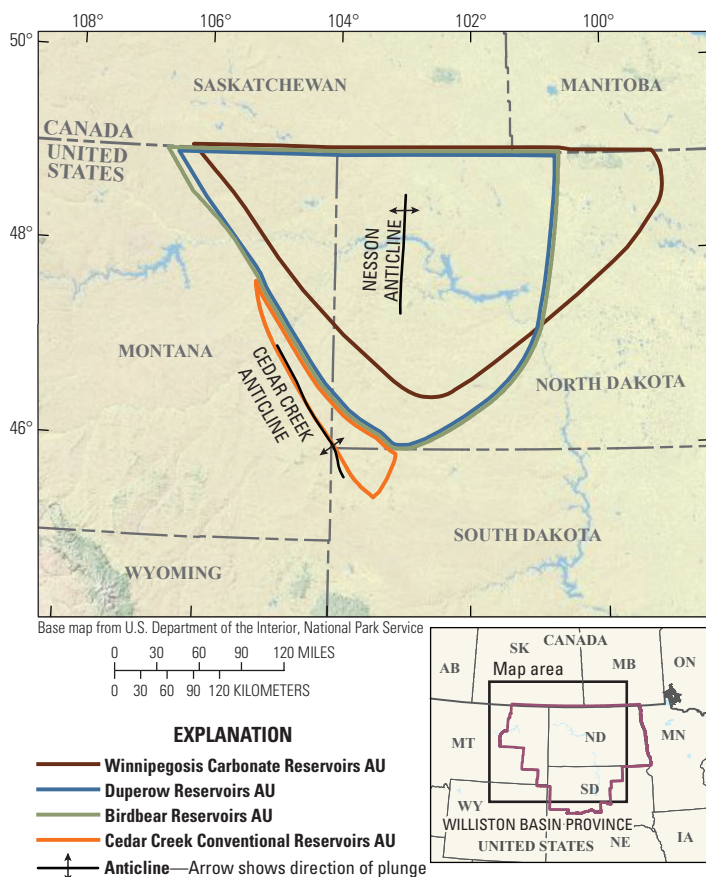 108° 106° 104° 102° 100°
50°
SASKATCHEWAN
MANITOBA
CANADA
UNITED
STATES
48°
NESSON
ANTICLINE
MONTANA
CEDAR CREEK
ANTICLINE
NORTH DAKOTA
46°
SOUTH DAKOTA
WYOMING
Base map from U.S. Department of the Interior, National Park Service
0 30 60 90 120 MILES
0 30 60 90 120 KILOMETERS
EXPLANATION
Winnipegosis Carbonate Reservoirs AU
Duperow Reservoirs AU
Birdbear Reservoirs AU
Cedar Creek Conventional Reservoirs AU
Anticline—Arrow shows direction of plunge
CANADA
SK
AB
MB
ON
Map area
MT
ND
MN
SD
WY
WILLISTON BASIN PROVINCE
UNITED STATES
NE
IA